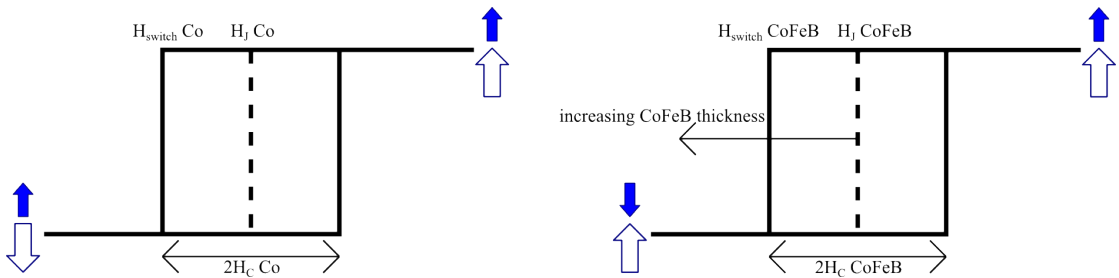 H_switch Co
H_J Co
2H_C Co
H_switch CoFeB
H_J CoFeB
increasing CoFeB thickness
2H_C CoFeB